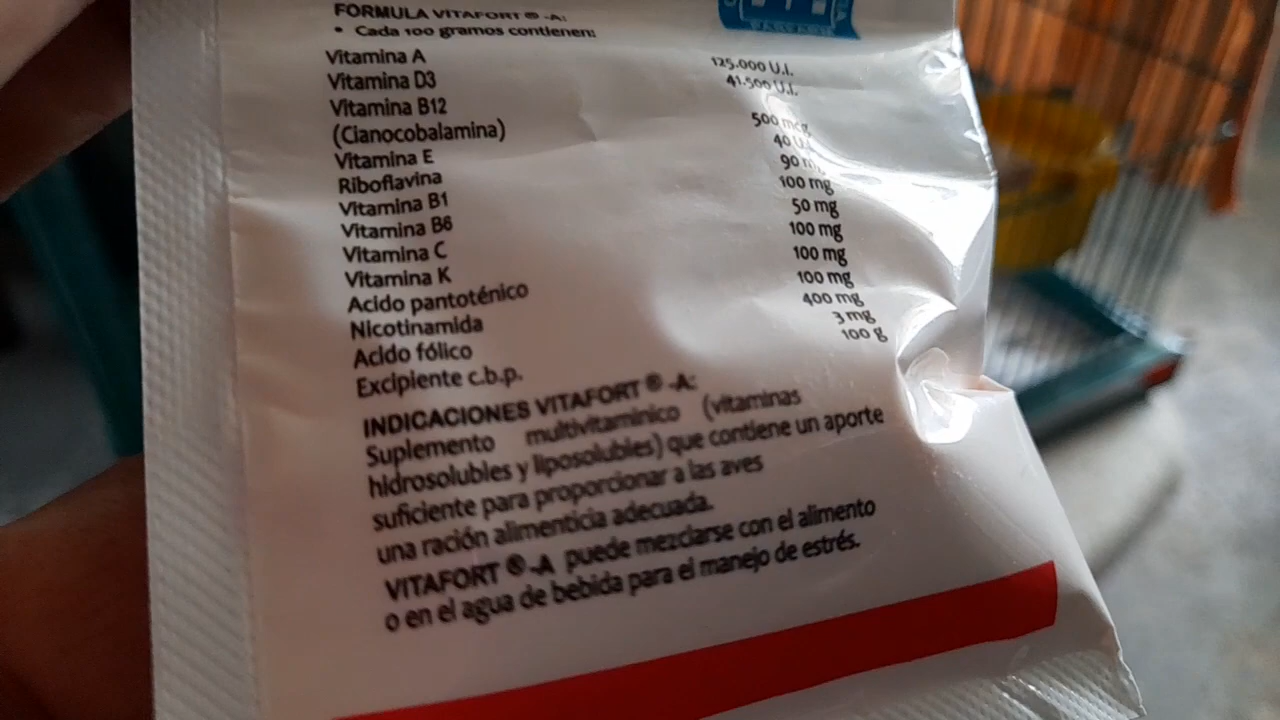 FORMULA VITAFORT ® -A:
• Cada 100 gramos contienen:
Vitamina A 125.000 U.I.
Vitamina D3 41.500 U.I.
Vitamina B12
(Cianocobalamina) 500 mcg
Vitamina E 40 U.
Riboflavina 90 m
Vitamina B1 100 mg
Vitamina B6 50 mg
Vitamina C 100 mg
Vitamina K 100 mg
Acido pantoténico 100 mg
Nicotinamida 400 mg
Acido fólico 3 mg
Excipiente c.b.p. 100 g
INDICACIONES VITAFORT ® -A:
Suplemento multivitamínico (vitaminas
hidrosolubles y liposolubles) que contiene un aporte
suficiente para proporcionar a las aves
una ración alimenticia adecuada.
VITAFORT ®-A puede mezclarse con el alimento
o en el agua de bebida para el manejo de estrés.